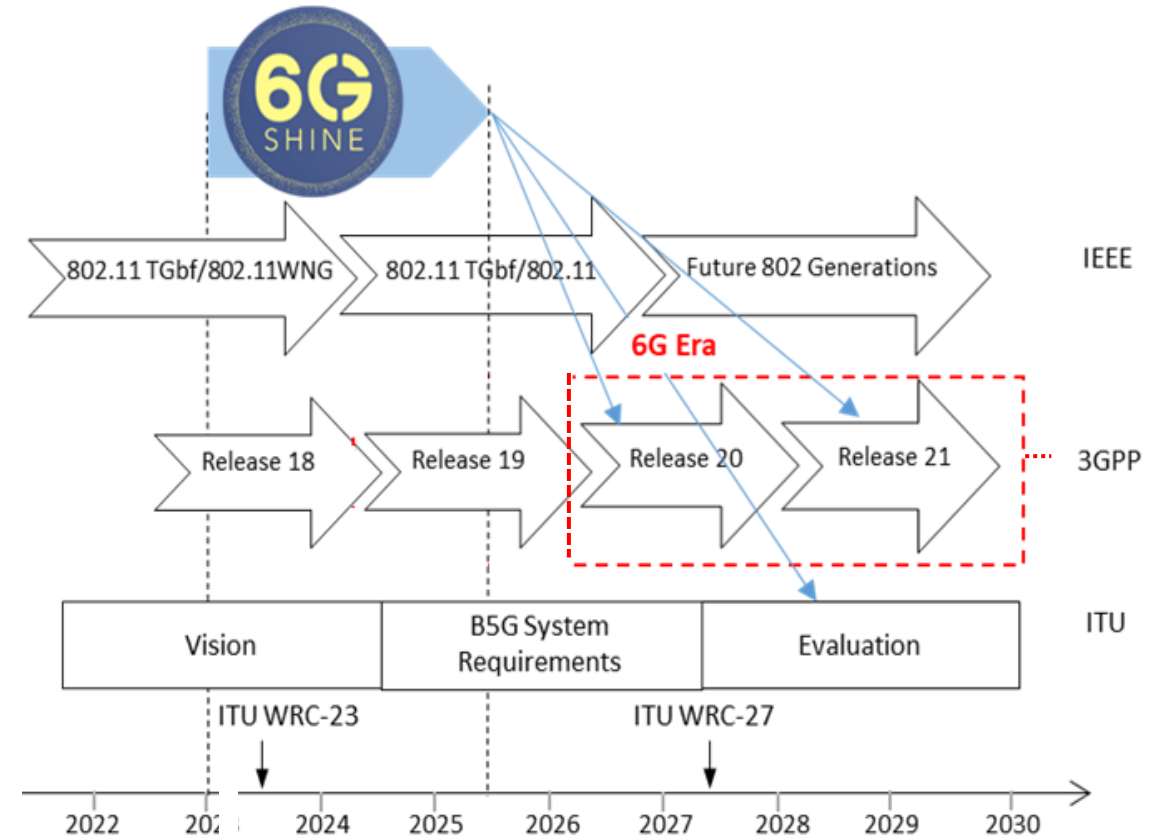 6G
SHINE
802.11 TGbf/802.11WNG
802.11 TGbf/802.11
Future 802 Generations
IEEE
6G Era
Release 18
Release 19
Release 20
Release 21
3GPP
Vision
B5G System
Requirements
Evaluation
ITU
ITU WRC-23
ITU WRC-27
2022
202
2024
2025
2026
2027
2028
2029
2030